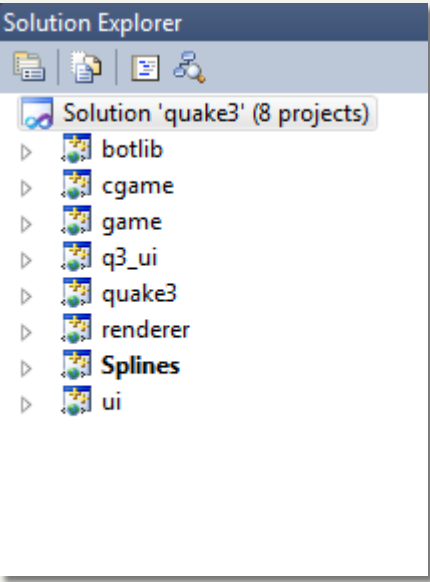 Solution Explorer
Solution 'quake3' (8 projects)
botlib
cgame
game
q3_ui
quake3
renderer
Splines
ui